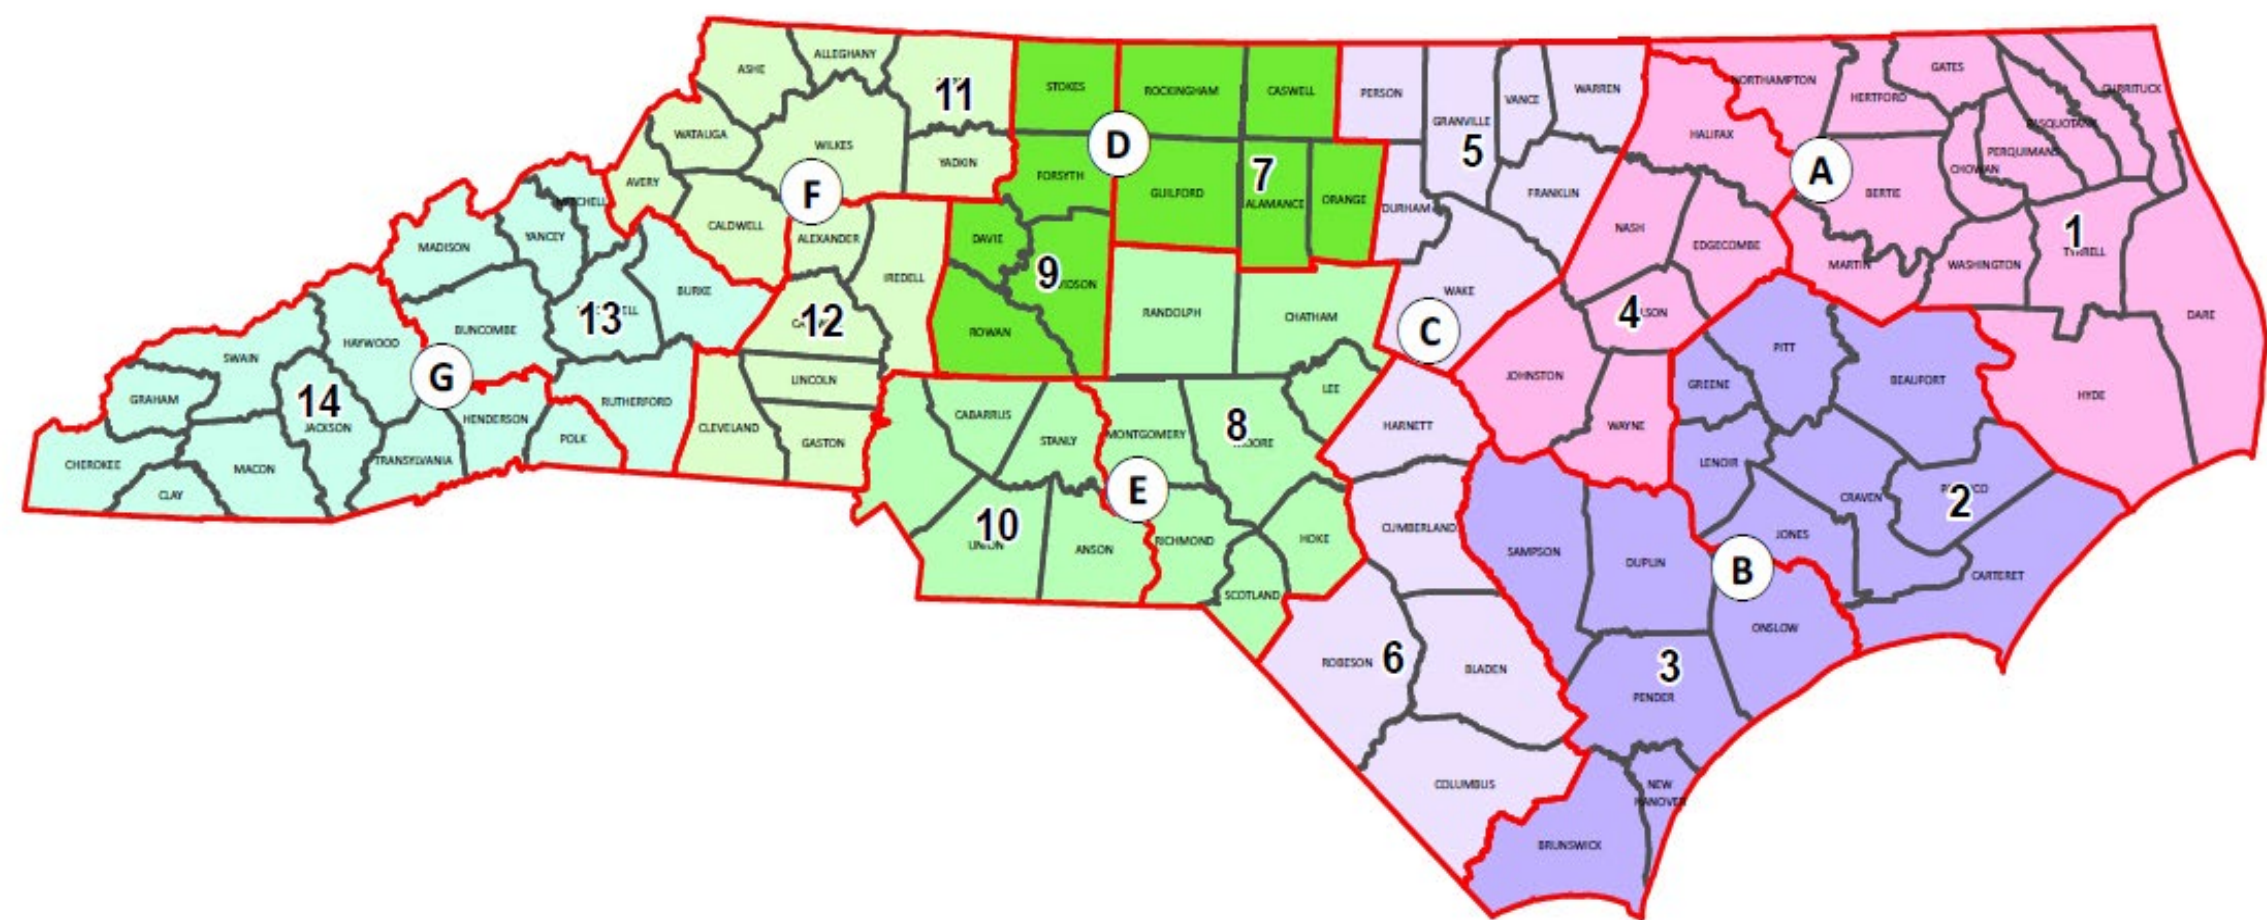 ASHE
ALLEGHANY
11
STOKES
ROCKINGHAM
CASWELL
PERSON
GRANVILLE
VANCE
WARREN
NORTHAMPTON
HERTFORD
GATES
CURRITUCK
PASQUOTANK
PERQUIMANS
CHOWAN
WATAUGA
WILKES
YADKIN
D
5
HALIFAX
A
BERTIE
AVERY
F
FORSYTH
GUILFORD
7
ALAMANCE
ORANGE
DURHAM
FRANKLIN
MITCHELL
YANCEY
MADISON
CALDWELL
ALEXANDER
DAVIE
NASH
EDGECOMBE
MARTIN
WASHINGTON
1
TYRRELL
DARE
BURKE
IREDELL
9
WAKE
BUNCOMBE
13
12
ROWAN
RANDOLPH
CHATHAM
C
4
PITT
SWAIN
HAYWOOD
G
GRAHAM
14
JACKSON
HENDERSON
POLK
RUTHERFORD
CLEVELAND
LINCOLN
GASTON
CABARRUS
STANLY
MONTGOMERY
8
MOORE
LEE
HARNETT
JOHNSTON
WAYNE
GREENE
BEAUFORT
HYDE
CHEROKEE
CLAY
MACON
TRANSYLVANIA
LENOIR
CRAVEN
2
JONES
CARTERET
E
10
UNION
ANSON
RICHMOND
HOKE
SCOTLAND
CUMBERLAND
SAMPSON
DUPLIN
B
ONSLOW
ROBESON
6
BLADEN
3
PENDER
COLUMBUS
NEW
HANOVER
BRUNSWICK